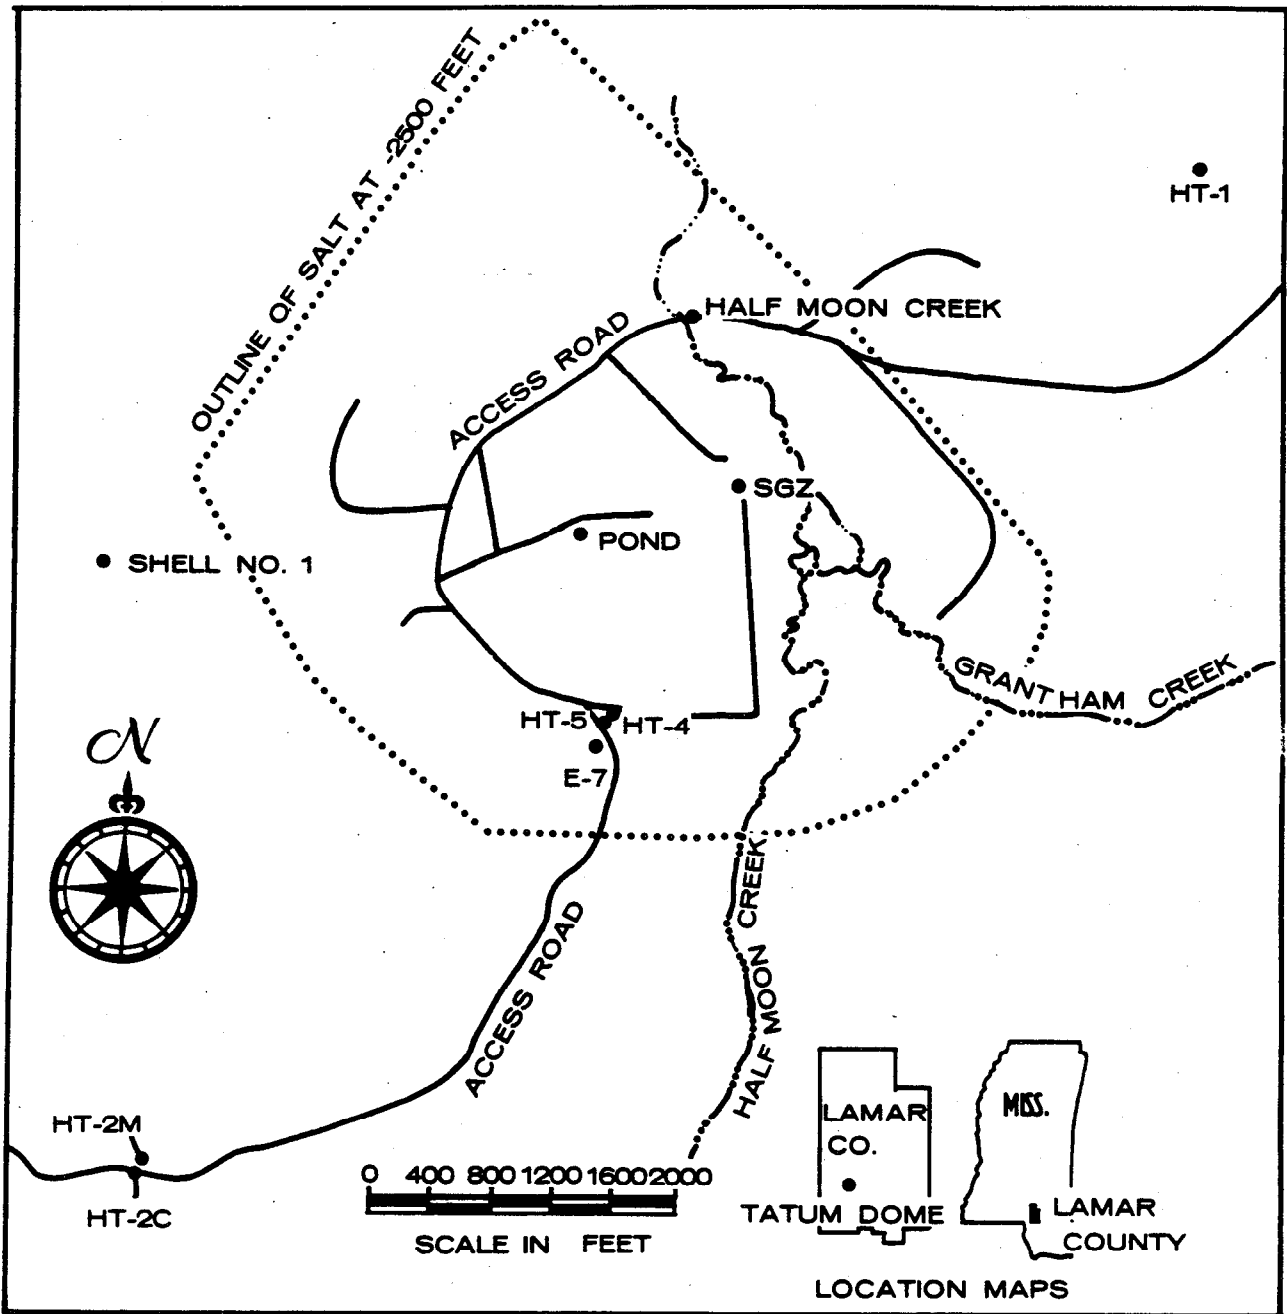 OUTLINE OF SALT AT -2500 FEET
HT-1
HALF MOON CREEK
ACCESS ROAD
SGZ
POND
SHELL NO. 1
GRANTHAM CREEK
HT-5
HT-4
E-7
N
HALF MOON CREEK
ACCESS ROAD
HT-2M
HT-2C
0 400 800 1200 1600 2000
SCALE IN FEET
LAMAR
CO.
TATUM DOME
MISS.
LAMAR
COUNTY
LOCATION MAPS